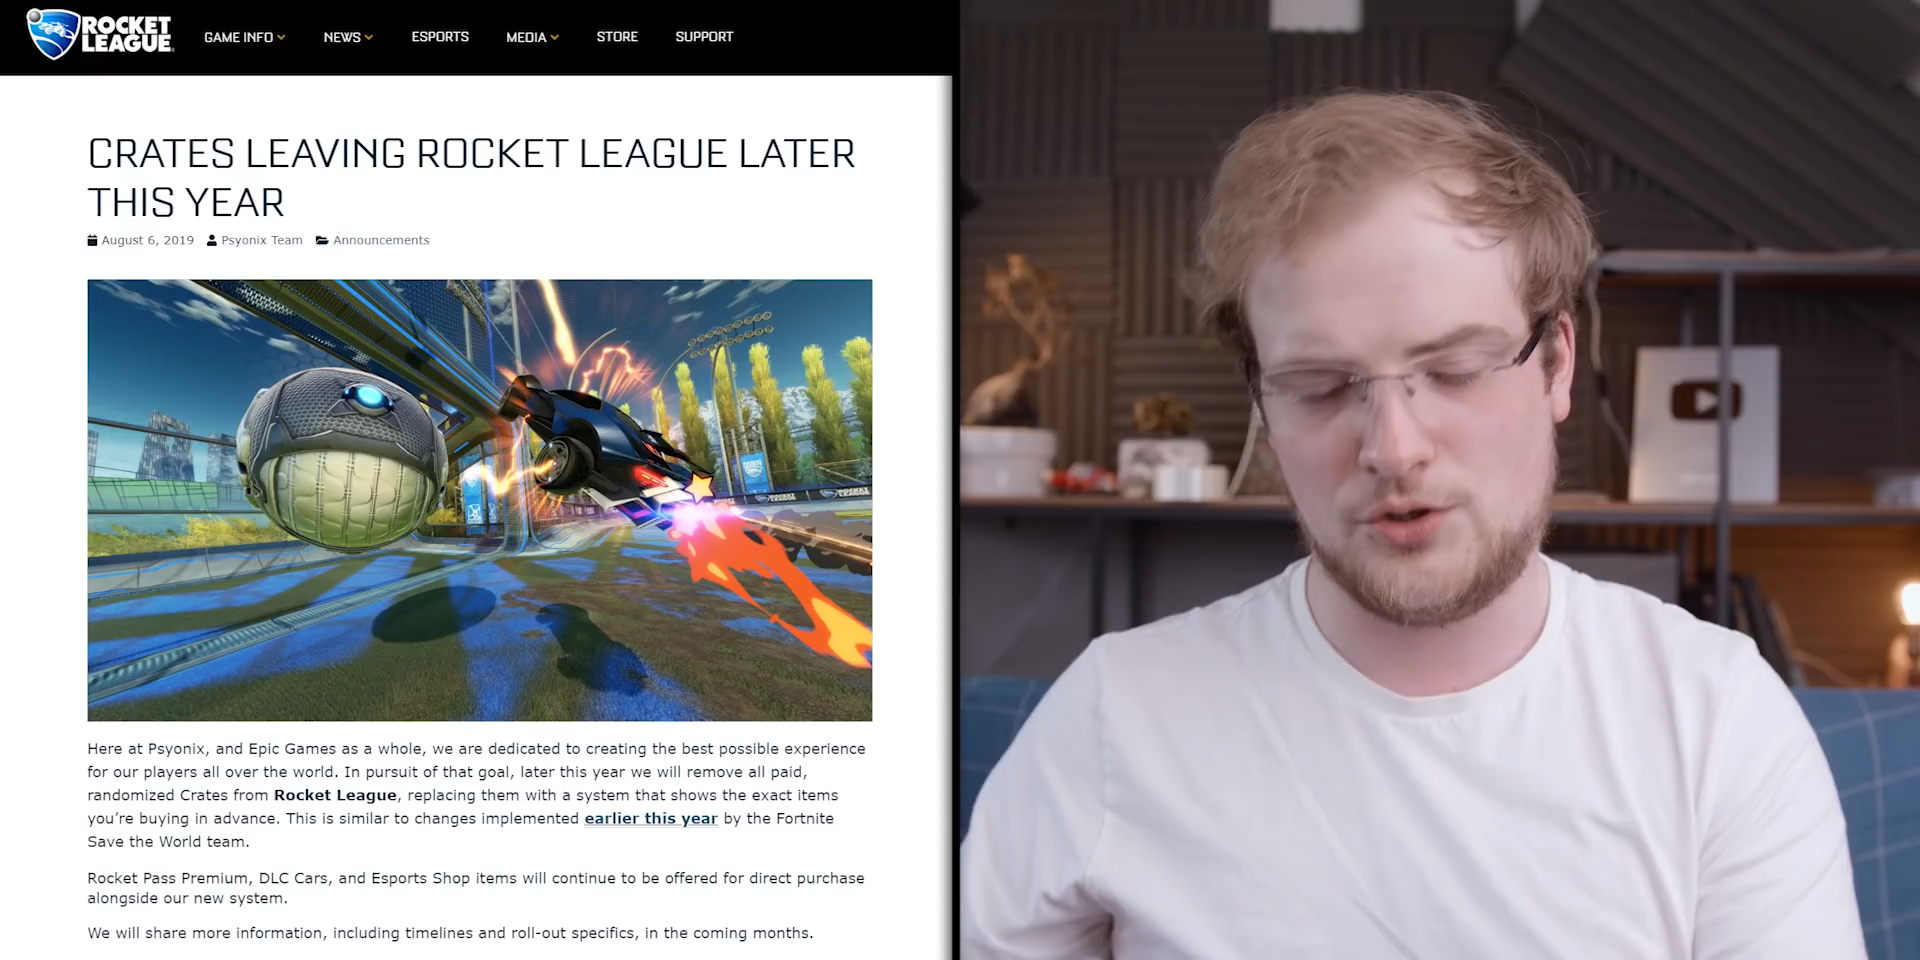 ROCKET
LEAGUE
GAME INFO NEWS ESPORTS MEDIA STORE SUPPORT
CRATES LEAVING ROCKET LEAGUE LATER
THIS YEAR
August 6, 2019 Psyonix Team Announcements
Here at Psyonix, and Epic Games as a whole, we are dedicated to creating the best possible experience
for our players all over the world. In pursuit of that goal, later this year we will remove all paid,
randomized Crates from Rocket League, replacing them with a system that shows the exact items
you're buying in advance. This is similar to changes implemented earlier this year by the Fortnite
Save the World team.
Rocket Pass Premium, DLC Cars, and Esports Shop items will continue to be offered for direct purchase
alongside our new system.
We will share more information, including timelines and roll-out specifics, in the coming months.